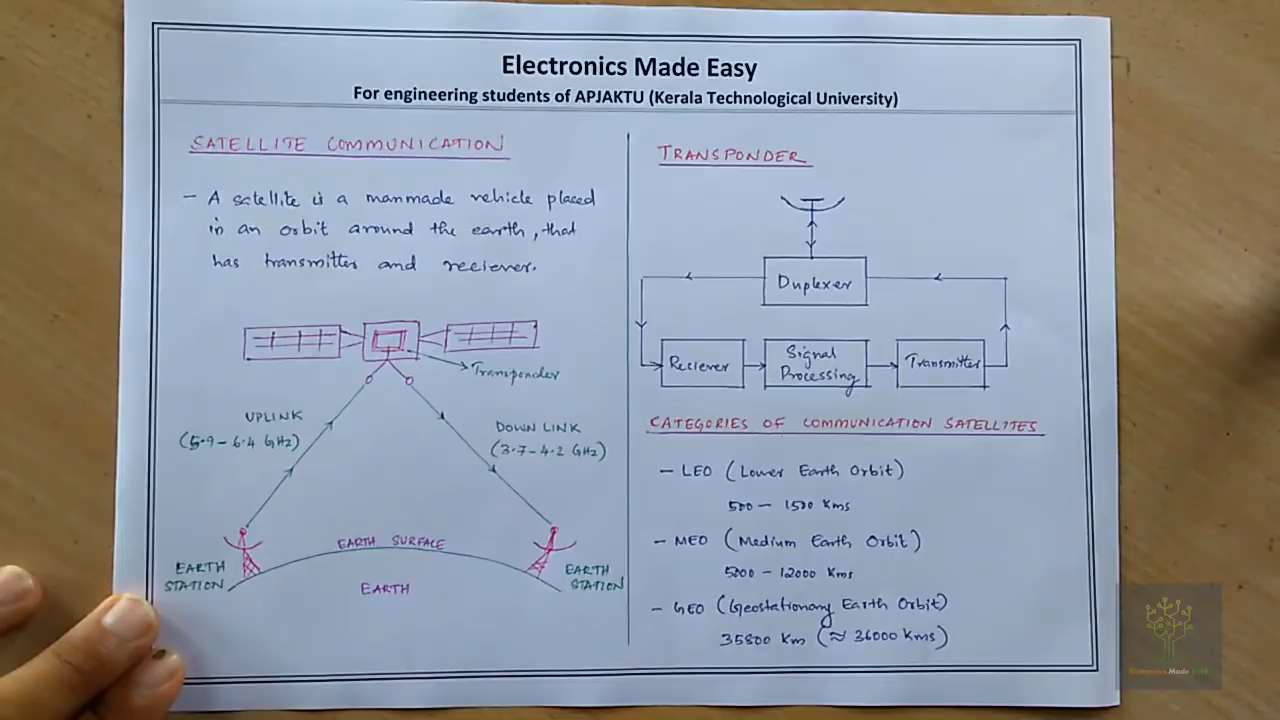 Electronics Made Easy
For engineering students of APJAKTU (Kerala Technological University)
SATELLITE COMMUNICATION
- A satellite is a manmade vehicle placed
in an orbit around the earth, that
has transmitter and reciever.
Transponder
UPLINK
(5.9 - 6.4 GHz)
DOWN LINK
(3.7 - 4.2 GHz)
EARTH SURFACE
EARTH
STATION
EARTH
EARTH
STATION
TRANSPONDER
Duplexer
Reciever
Signal
Processing
Transmitter
CATEGORIES OF COMMUNICATION SATELLITES
- LEO (Lower Earth Orbit)
500 - 1500 Kms
- MEO (Medium Earth Orbit)
5000 - 12000 Kms
- GEO (Geostationary Earth Orbit)
35800 Km (≈ 36000 Kms)
Electronics Made Easy